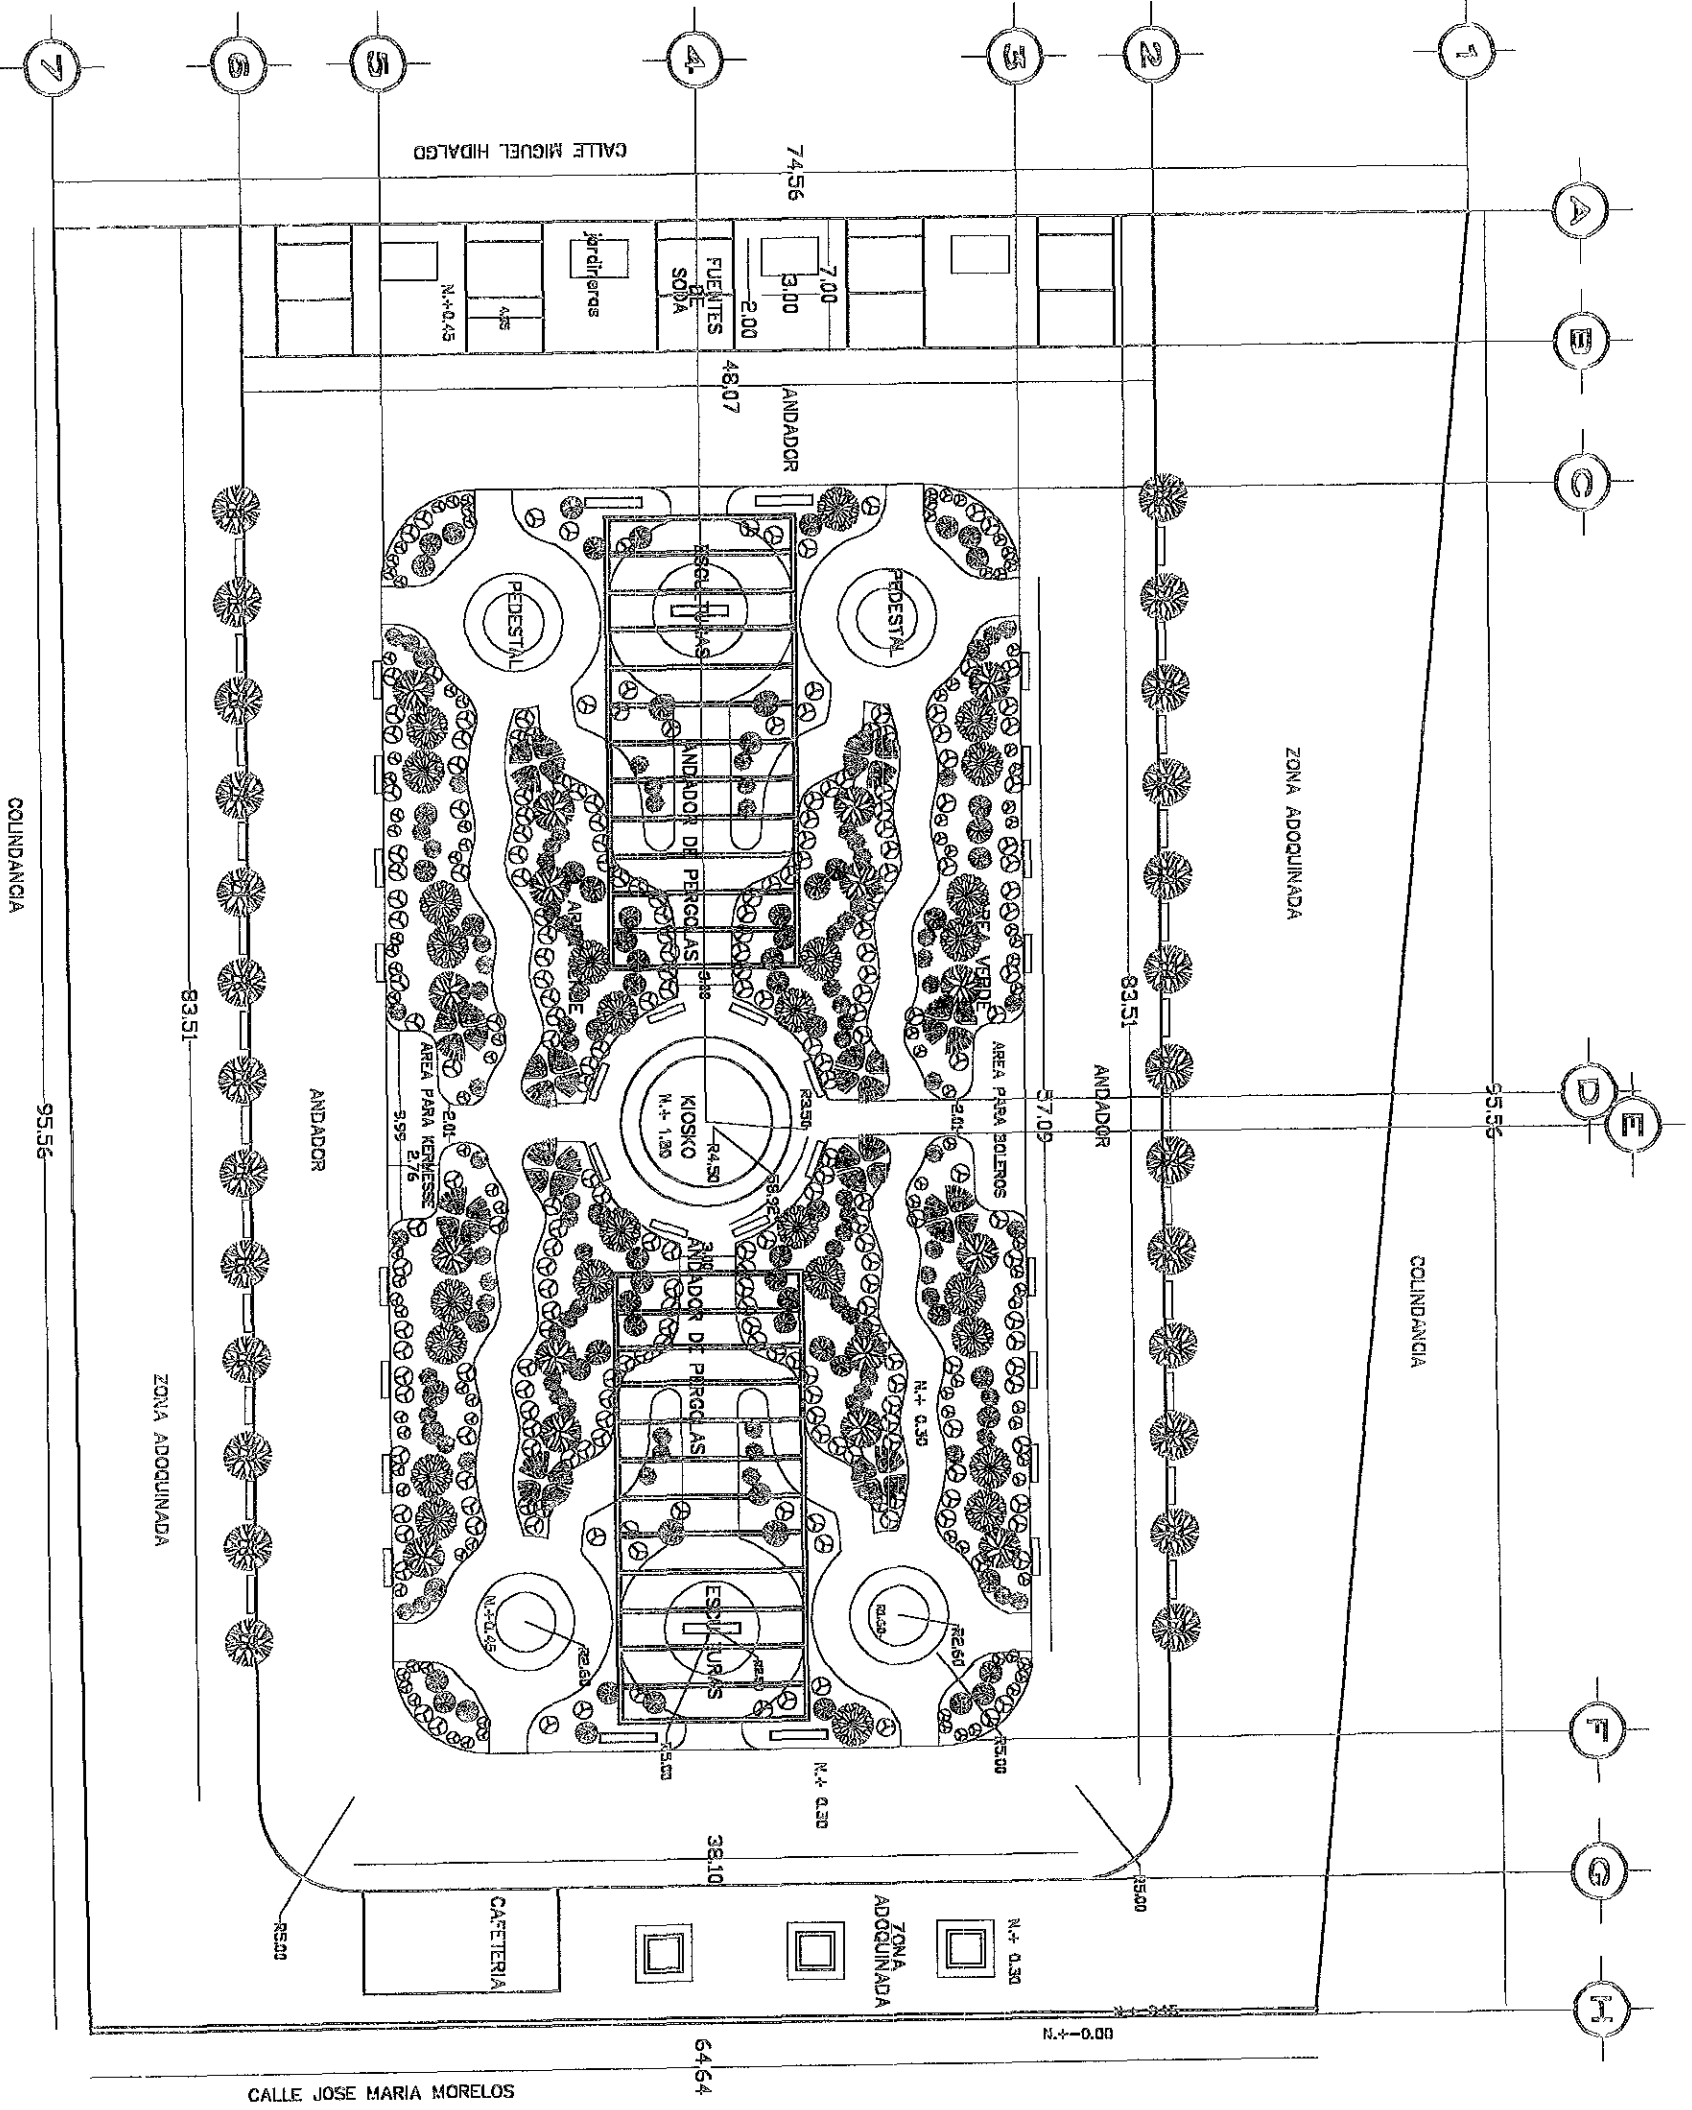 7
6
5
4
3
2
1
CALLE MIGUEL HIDALGO
74.56
A
B
C
D
E
F
G
H
jardineras
FUENTES
DE
SODA
7.00
3.00
2.00
N.+0.45
48.07
ANDADOR
PEDESTAL
ESCULTURAS
PEDESTAL
ZONA ADOQUINADA
ANDADOR DE PERGOLAS
AREA VERDE
COLINDANCIA
83.51
83.51
95.56
95.56
57.09
ANDADOR
ANDADOR
AREA PARA KERMESSE
9.99
2.76
2.01
KIOSKO
N.+ 1.20
R3.50
R4.50
AREA PARA BOLEROS
2.01
3.00
ANDADOR DE PERGOLAS
COLINDANCIA
N.+ 0.30
ZONA ADOQUINADA
N.+0.45
R2.60
ESCULTURAS
R2.60
R5.00
R5.00
N.+ 0.30
38.10
R5.00
R5.00
CAFETERIA
ZONA
ADOQUINADA
N.+ 0.30
N.+-0.00
64.64
CALLE JOSE MARIA MORELOS